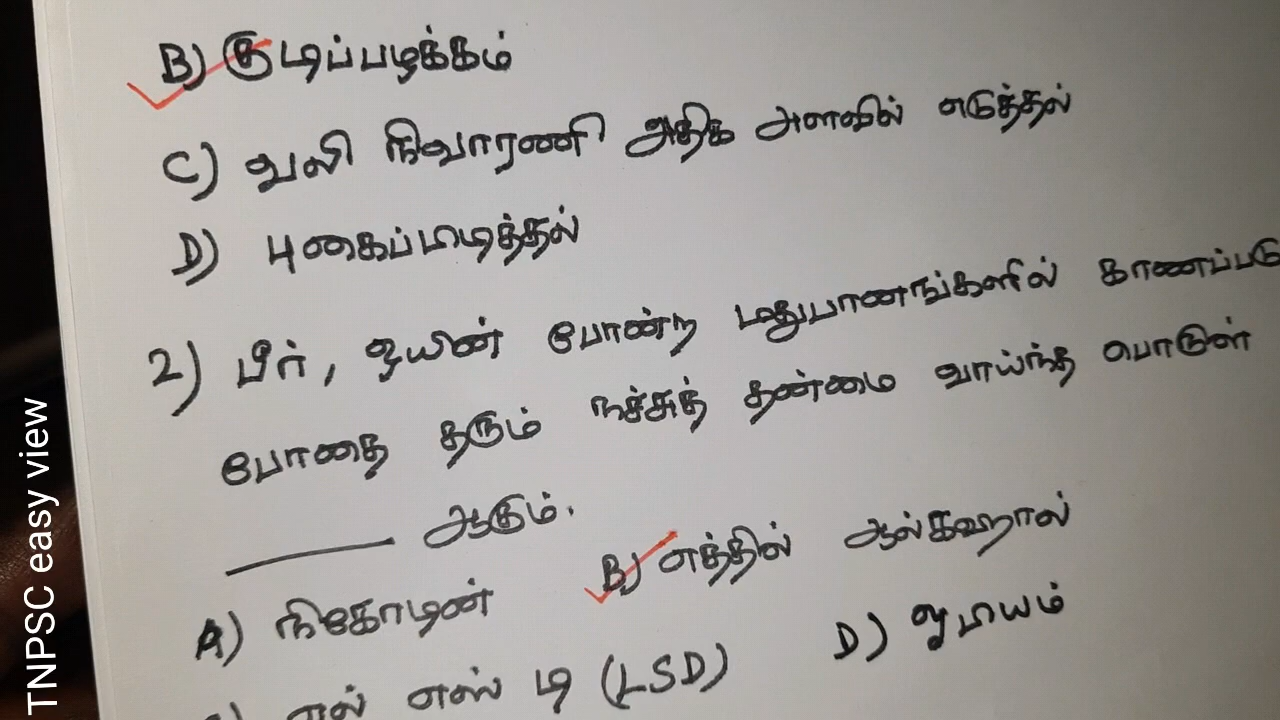 B) குடிப்பழக்கம்
C) வலி நிவாரணி அதிக அளவில் எடுத்தல்
D) புகைப்பிடித்தல்
2) பீர், ஒயின் போன்ற மதுபானங்களில் காணப்படு
போதை தரும் நச்சுத் தன்மை வாய்ந்த பொருள்
______ ஆகும்.
A) நிகோடின் B) எத்தில் ஆல்கஹால்
எல் எஸ் டி (LSD) D) ஓபியம்
TNPSC easy view